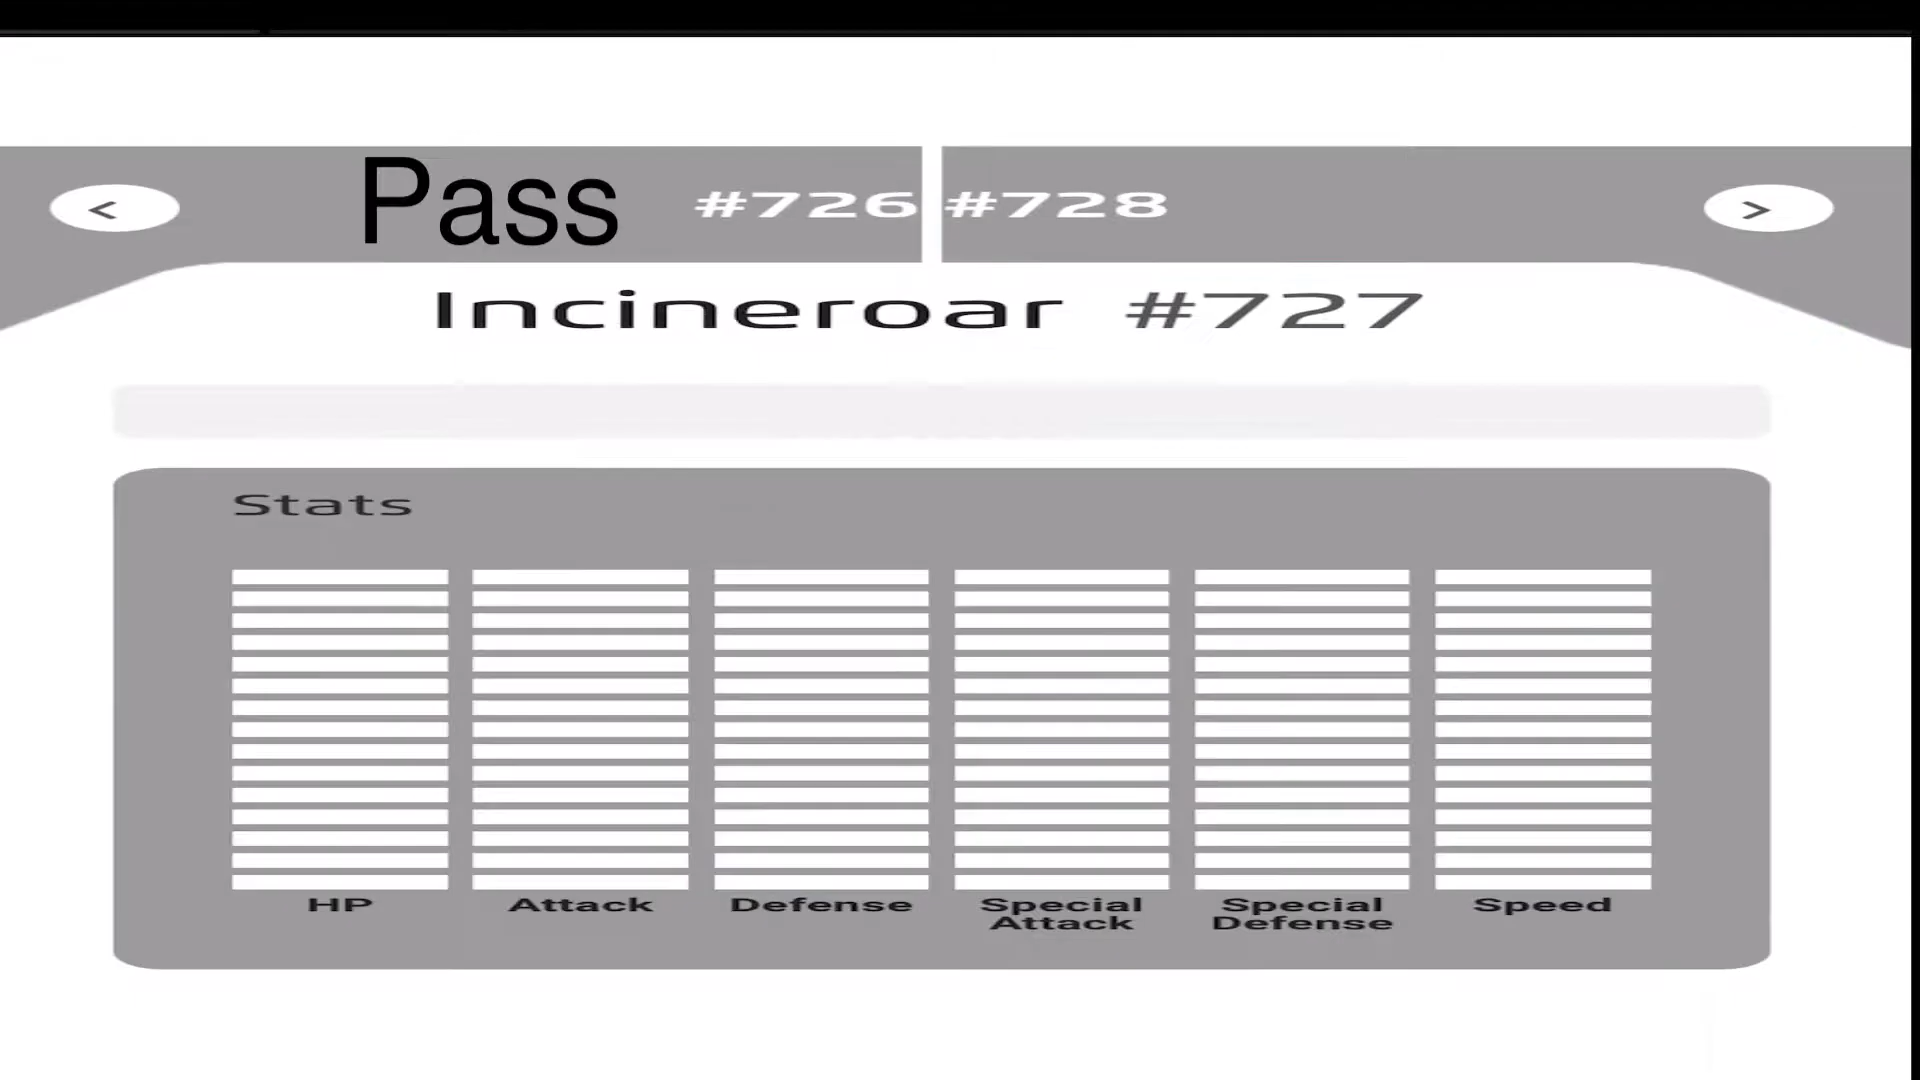 < Pass #726 #728 >
Incineroar #727
Stats
HP Attack Defense Special Attack Special Defense Speed